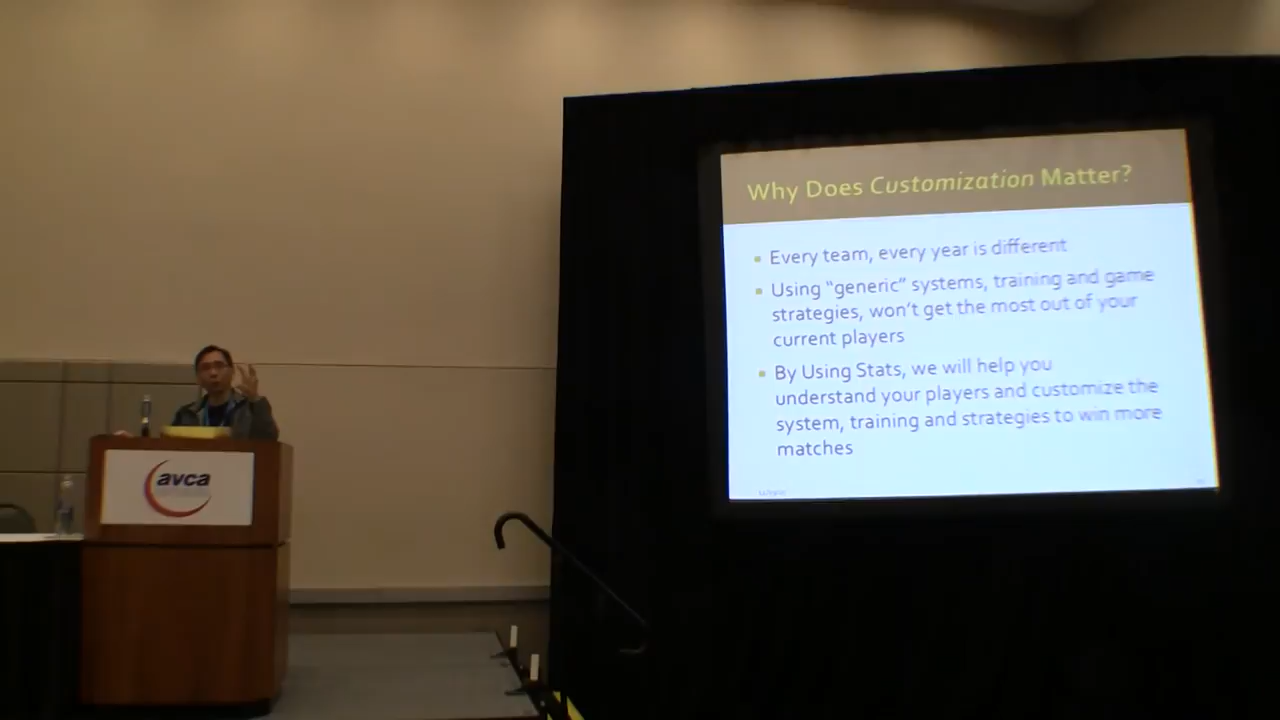 Why Does Customization Matter?
Every team, every year is different
Using “generic” systems, training and game
strategies, won’t get the most out of your
current players
By Using Stats, we will help you
understand your players and customize the
system, training and strategies to win more
matches
avca